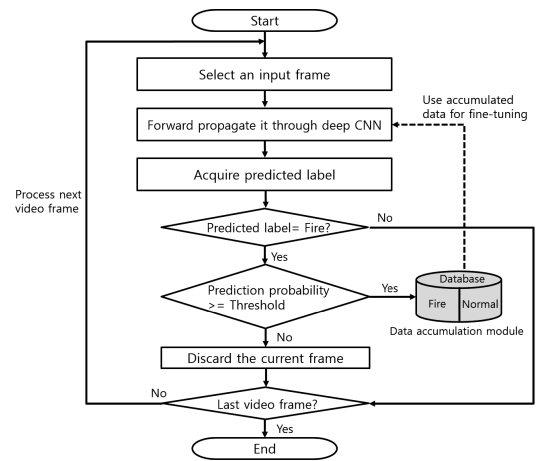 Start
Select an input frame
Forward propagate it through deep CNN
Use accumulated
data for fine-tuning
Acquire predicted label
Process next
video frame
Predicted label= Fire?
No
Yes
Prediction probability
>= Threshold
Yes
Database
Fire
Normal
Data accumulation module
No
Discard the current frame
No
Last video frame?
Yes
End